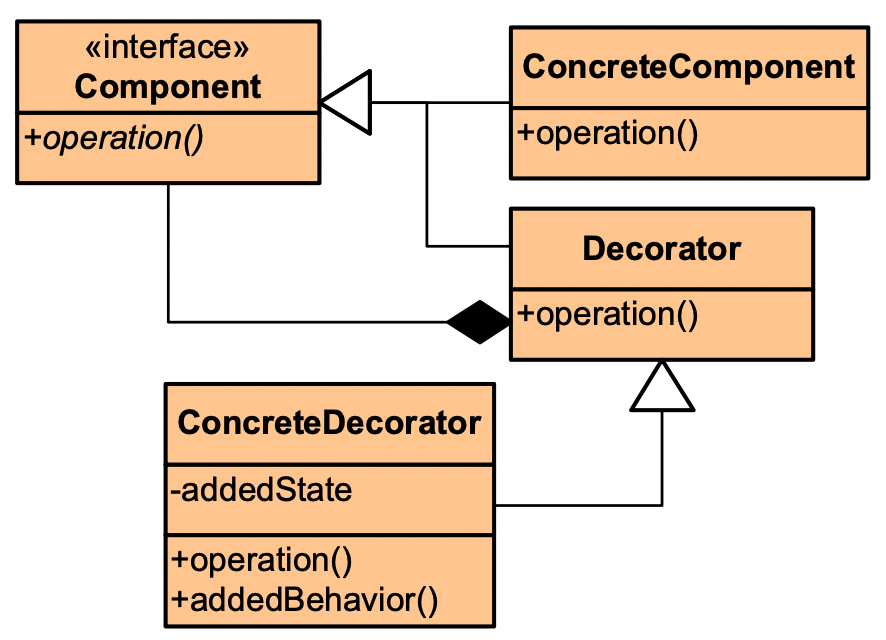 «interface»
Component
+operation()
ConcreteComponent
+operation()
Decorator
+operation()
ConcreteDecorator
-addedState
+operation()
+addedBehavior()